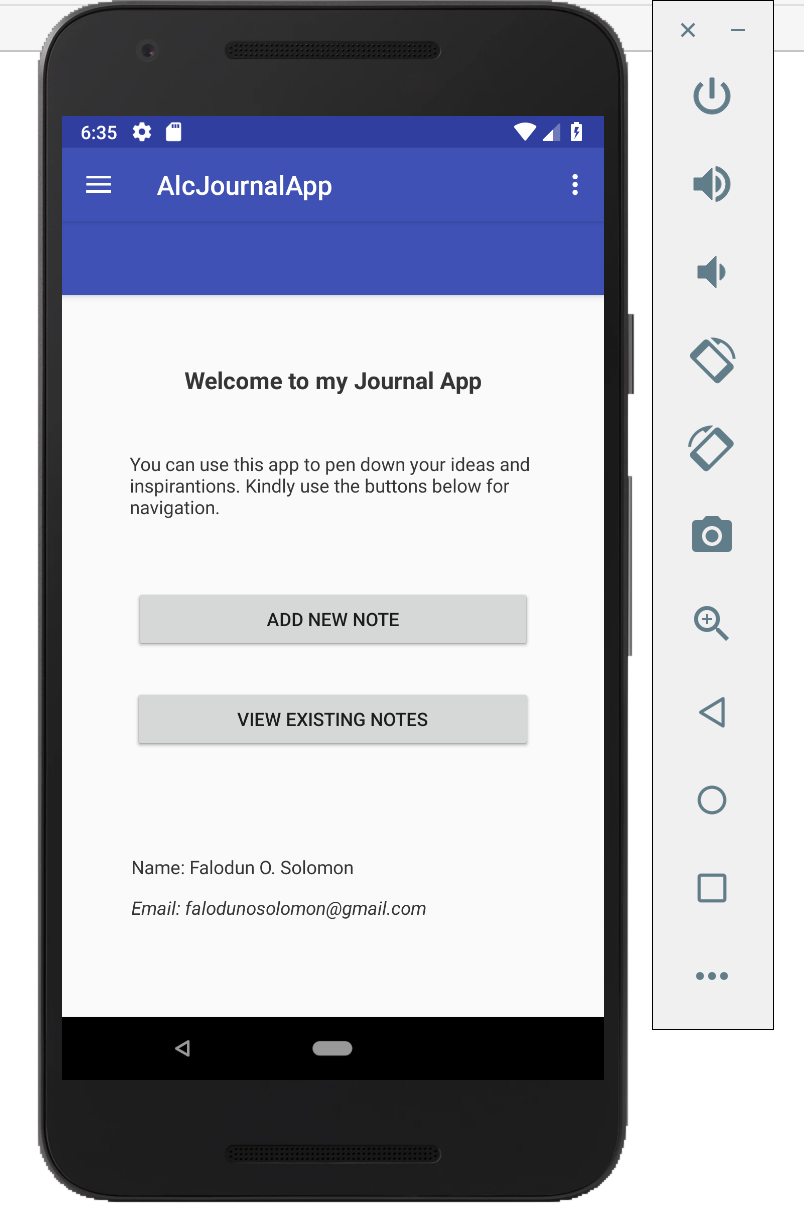 6:35
AlcJournalApp
Welcome to my Journal App
You can use this app to pen down your ideas and
inspirantions. Kindly use the buttons below for
navigation.
ADD NEW NOTE
VIEW EXISTING NOTES
Name: Falodun O. Solomon
Email: falodunosolomon@gmail.com